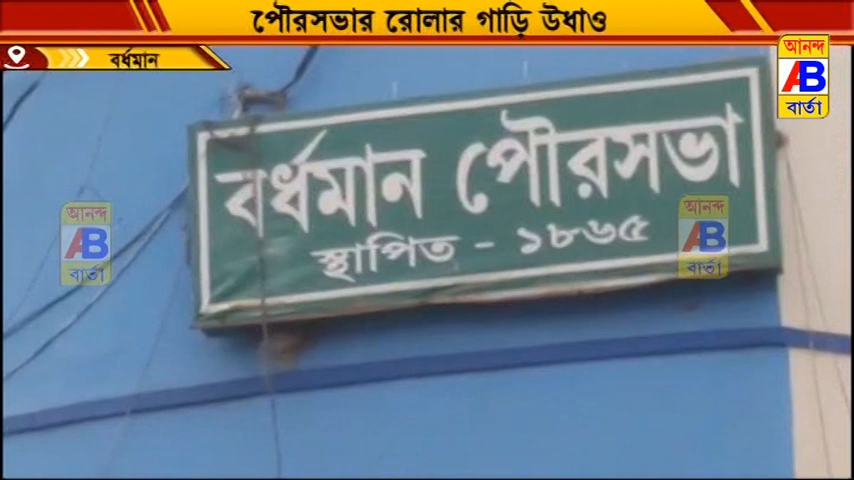 পৌরসভার রোলার গাড়ি উধাও
বর্ধমান
আনন্দ
AB
বার্তা
বর্ধমান পৌরসভা
স্থাপিত - ১৮৬৫
আনন্দ
AB
বার্তা
আনন্দ
AB
বার্তা